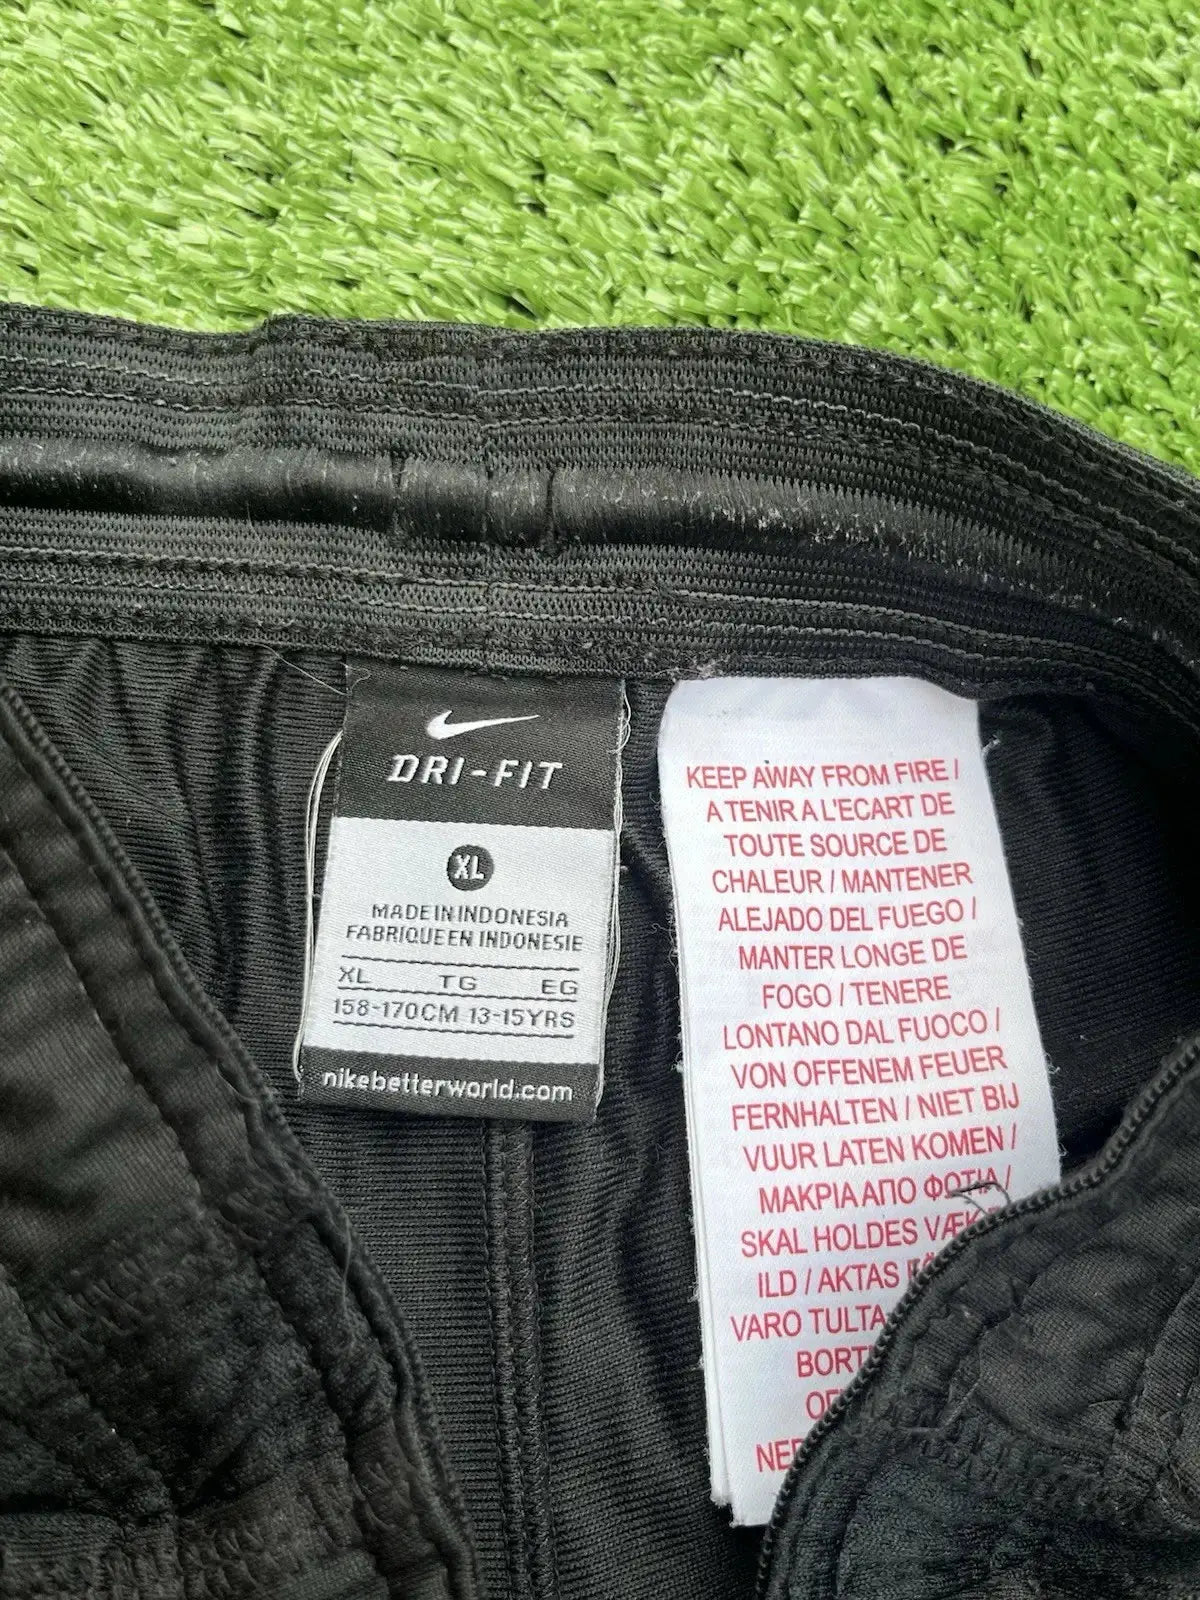 DRI-FIT
XL
MADE IN INDONESIA
FABRIQUE EN INDONESIE
XL TG EG
158-170CM 13-15YRS
nikebetterworld.com
KEEP AWAY FROM FIRE /
A TENIR A L'ECART DE
TOUTE SOURCE DE
CHALEUR / MANTENER
ALEJADO DEL FUEGO /
MANTER LONGE DE
FOGO / TENERE
LONTANO DAL FUOCO /
VON OFFENEM FEUER
FERNHALTEN / NIET BIJ
VUUR LATEN KOMEN /
ΜΑΚΡΙΑ ΑΠΟ ΦΩΤΙΑ /
SKAL HOLDES
ILD / AKTAS
VARO TULTA